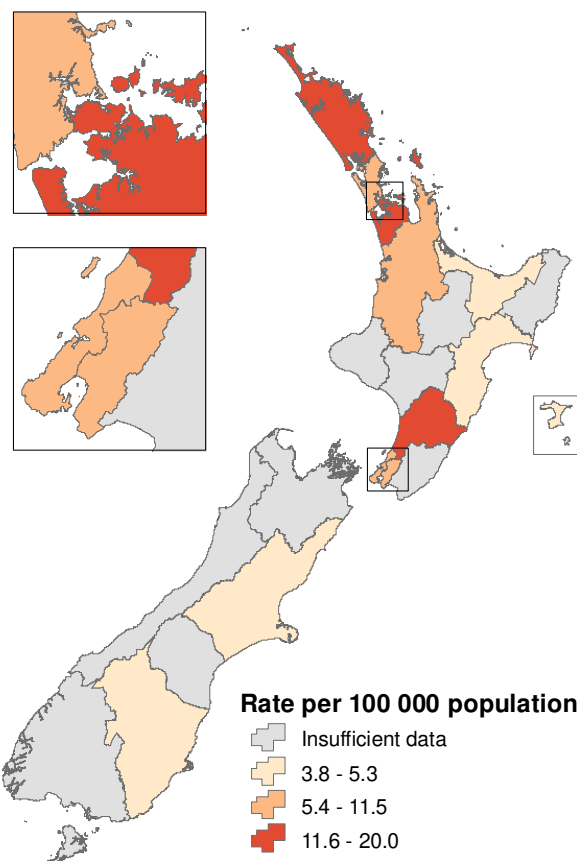 Rate per 100 000 population
Insufficient data
3.8 - 5.3
5.4 - 11.5
11.6 - 20.0